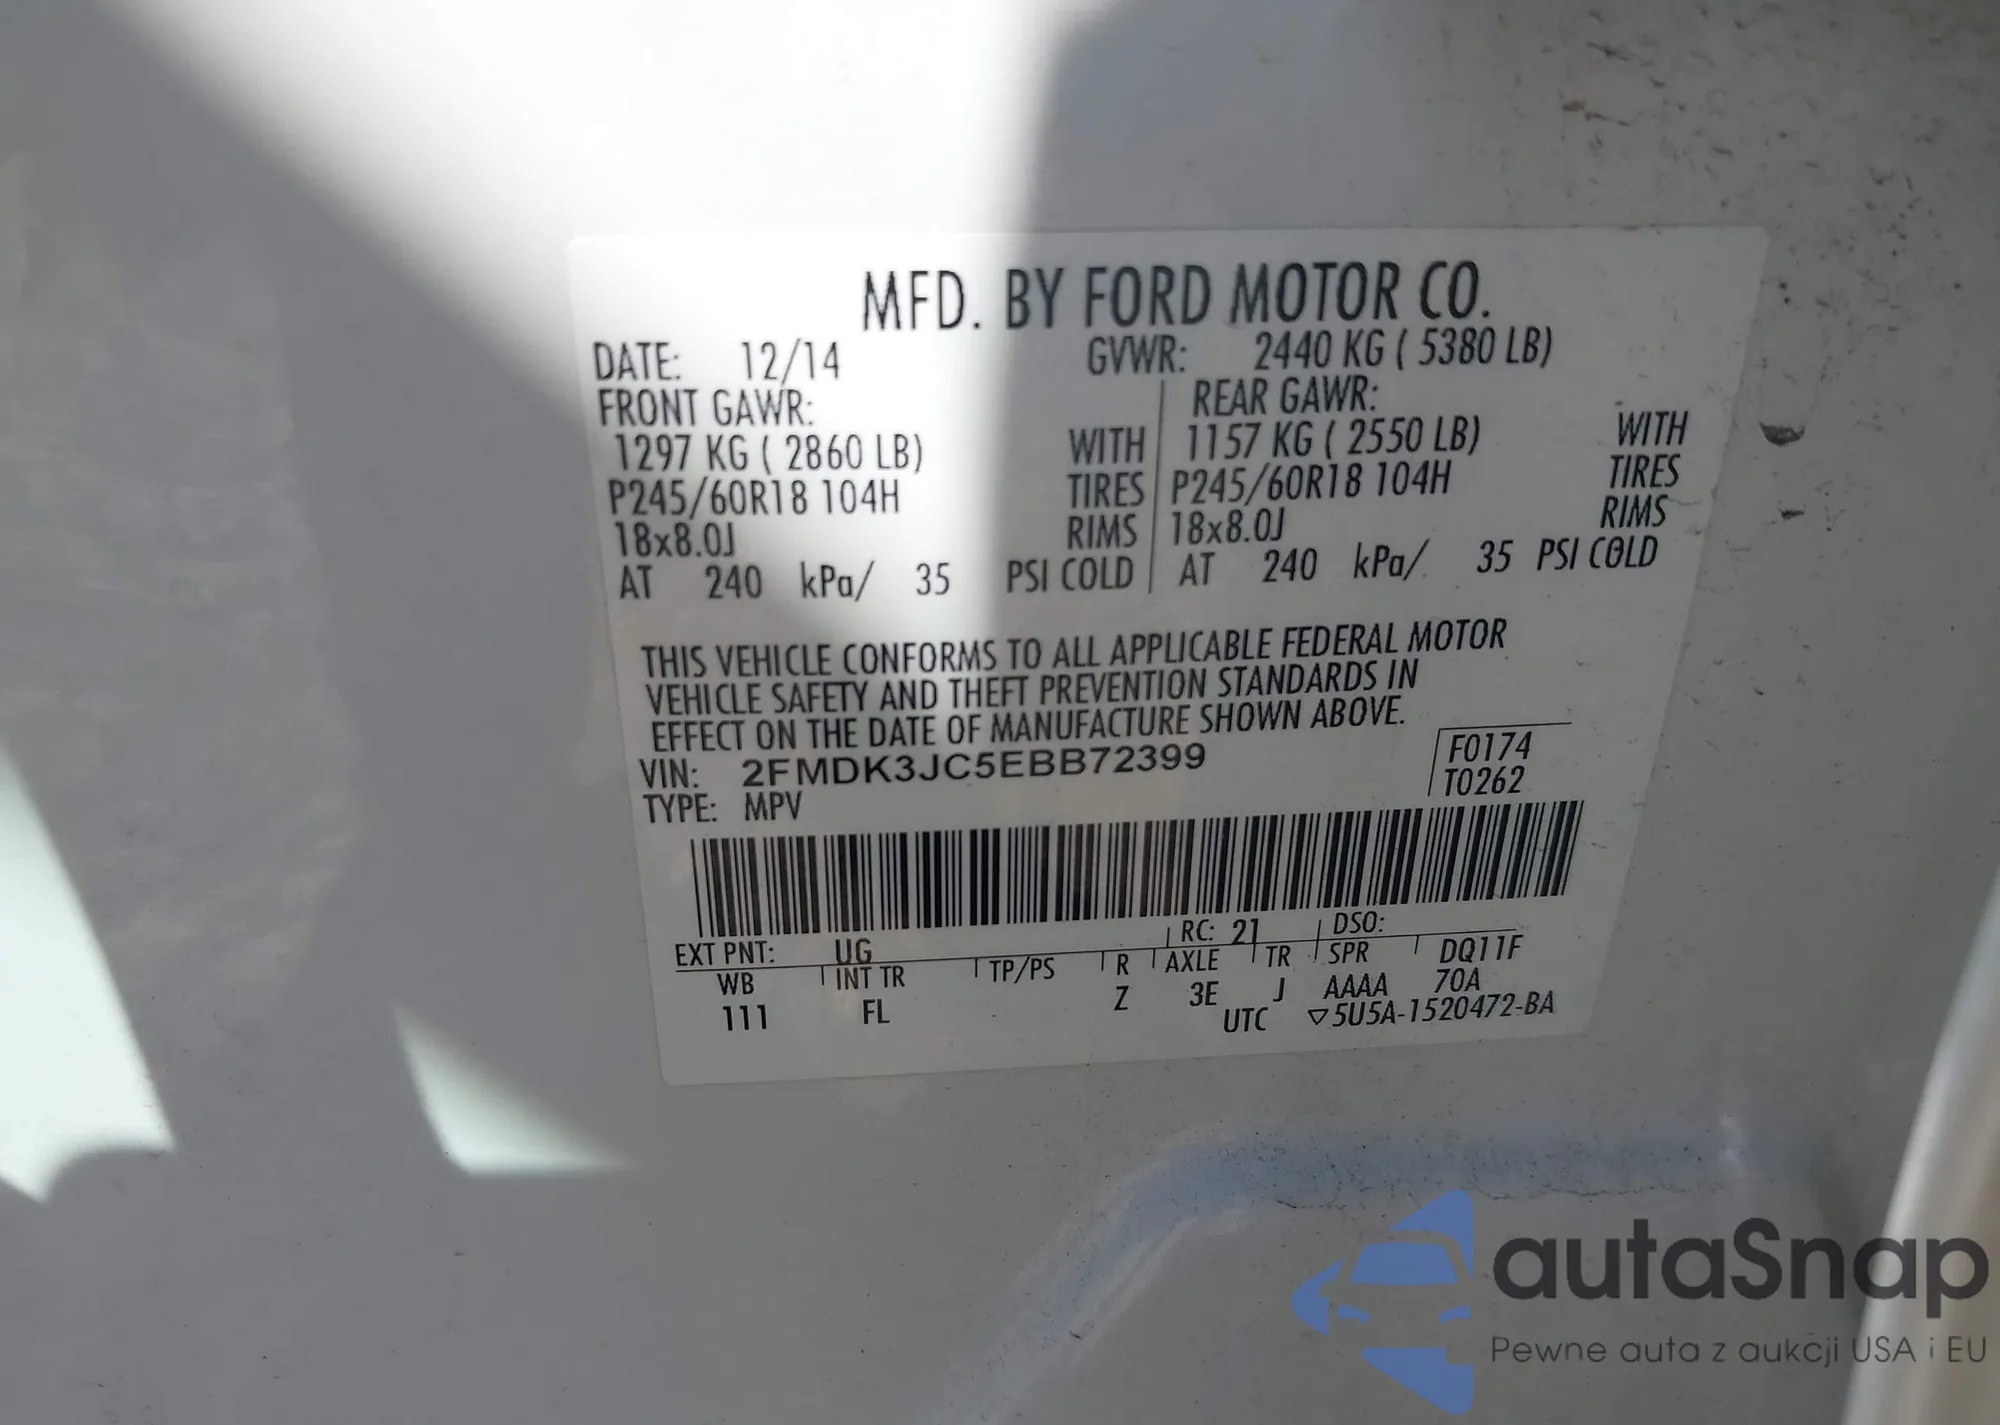 MFD. BY FORD MOTOR CO.
DATE: 12/14 GVWR: 2440 KG ( 5380 LB)
FRONT GAWR: REAR GAWR:
1297 KG ( 2860 LB) WITH 1157 KG ( 2550 LB) WITH
P245/60R18 104H TIRES P245/60R18 104H TIRES
18x8.0J RIMS 18x8.0J RIMS
AT 240 kPa/ 35 PSI COLD AT 240 kPa/ 35 PSI COLD
THIS VEHICLE CONFORMS TO ALL APPLICABLE FEDERAL MOTOR
VEHICLE SAFETY AND THEFT PREVENTION STANDARDS IN
EFFECT ON THE DATE OF MANUFACTURE SHOWN ABOVE.
VIN: 2FMDK3JC5EBB72399 F0174
TYPE: MPV T0262
EXT PNT: UG RC: 21 DSO:
WB INT TR TP/PS R AXLE TR SPR DQ11F
111 FL Z 3E J AAAA 70A
UTC ▽5U5A-1520472-BA
autaSnap
Pewne auta z aukcji USA i EU